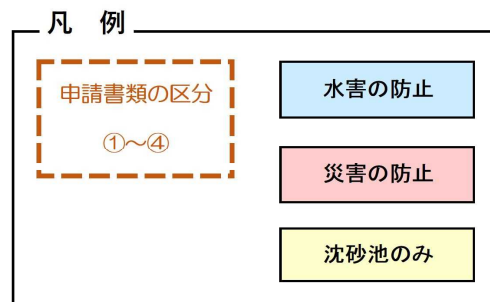 凡 例
申請書類の区分
①～④
水害の防止
災害の防止
沈砂池のみ